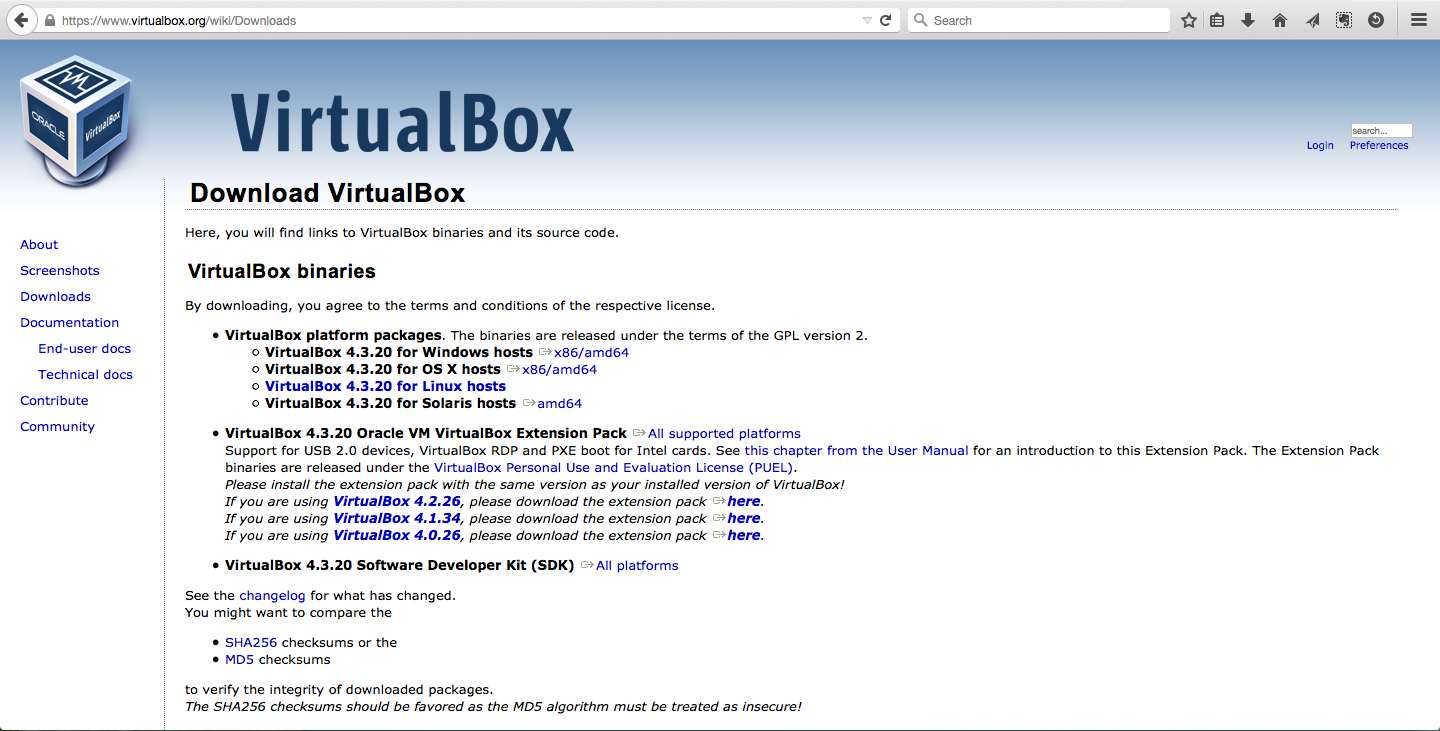 https://www.virtualbox.org/wiki/Downloads
Search
ORACLE
VirtualBox
VirtualBox
search...
Login Preferences
Download VirtualBox
Here, you will find links to VirtualBox binaries and its source code.
VirtualBox binaries
By downloading, you agree to the terms and conditions of the respective license.
• VirtualBox platform packages. The binaries are released under the terms of the GPL version 2.
VirtualBox 4.3.20 for Windows hosts x86/amd64
VirtualBox 4.3.20 for OS X hosts x86/amd64
VirtualBox 4.3.20 for Linux hosts
VirtualBox 4.3.20 for Solaris hosts amd64
• VirtualBox 4.3.20 Oracle VM VirtualBox Extension Pack All supported platforms
Support for USB 2.0 devices, VirtualBox RDP and PXE boot for Intel cards. See this chapter from the User Manual for an introduction to this Extension Pack. The Extension Pack
binaries are released under the VirtualBox Personal Use and Evaluation License (PUEL).
Please install the extension pack with the same version as your installed version of VirtualBox!
If you are using VirtualBox 4.2.26, please download the extension pack here.
If you are using VirtualBox 4.1.34, please download the extension pack here.
If you are using VirtualBox 4.0.26, please download the extension pack here.
• VirtualBox 4.3.20 Software Developer Kit (SDK) All platforms
See the changelog for what has changed.
You might want to compare the
• SHA256 checksums or the
• MD5 checksums
to verify the integrity of downloaded packages.
The SHA256 checksums should be favored as the MD5 algorithm must be treated as insecure!
About
Screenshots
Downloads
Documentation
End-user docs
Technical docs
Contribute
Community